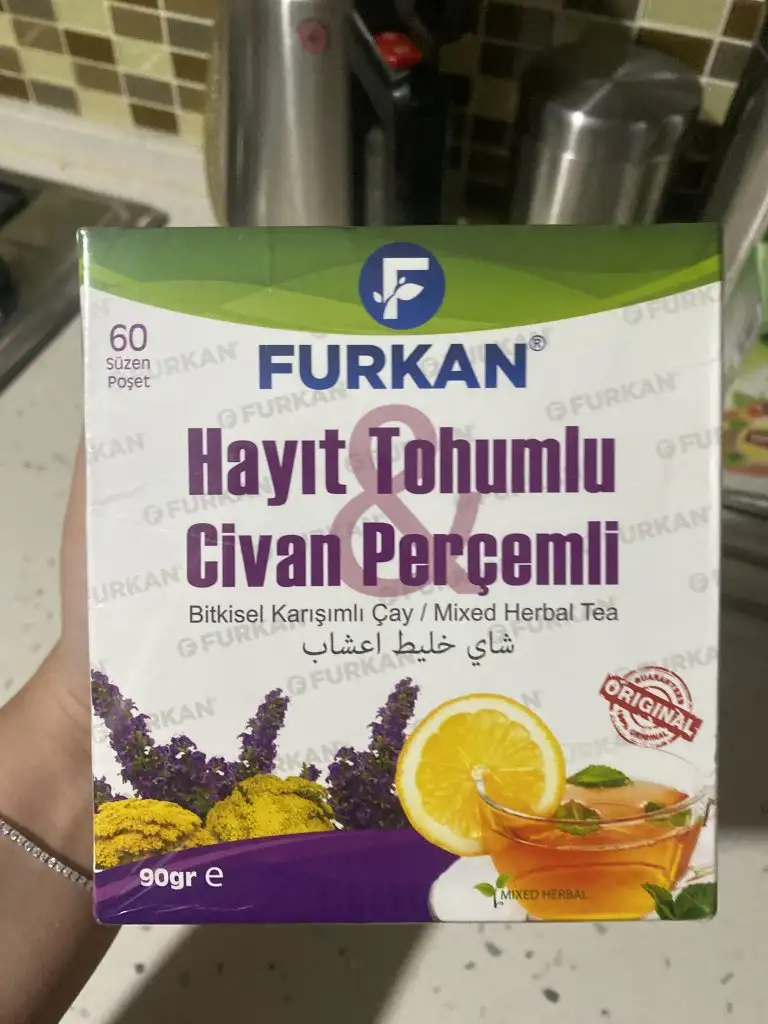 60
Süzen
Poşet
FURKAN®
Hayıt Tohumlu
&
Civan Perçemli
Bitkisel Karışımlı Çay / Mixed Herbal Tea
شاي خليط اعشاب
ORIGINAL
90gr e
MIXED HERBAL